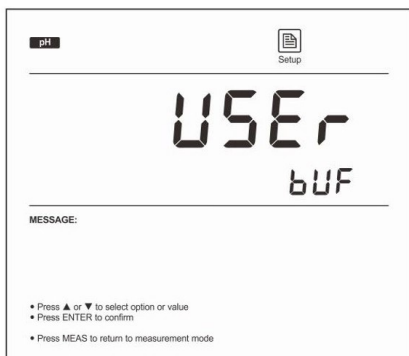 pH
Setup
USEr
bUF
MESSAGE:
• Press ▲ or ▼ to select option or value
• Press ENTER to confirm
• Press MEAS to return to measurement mode